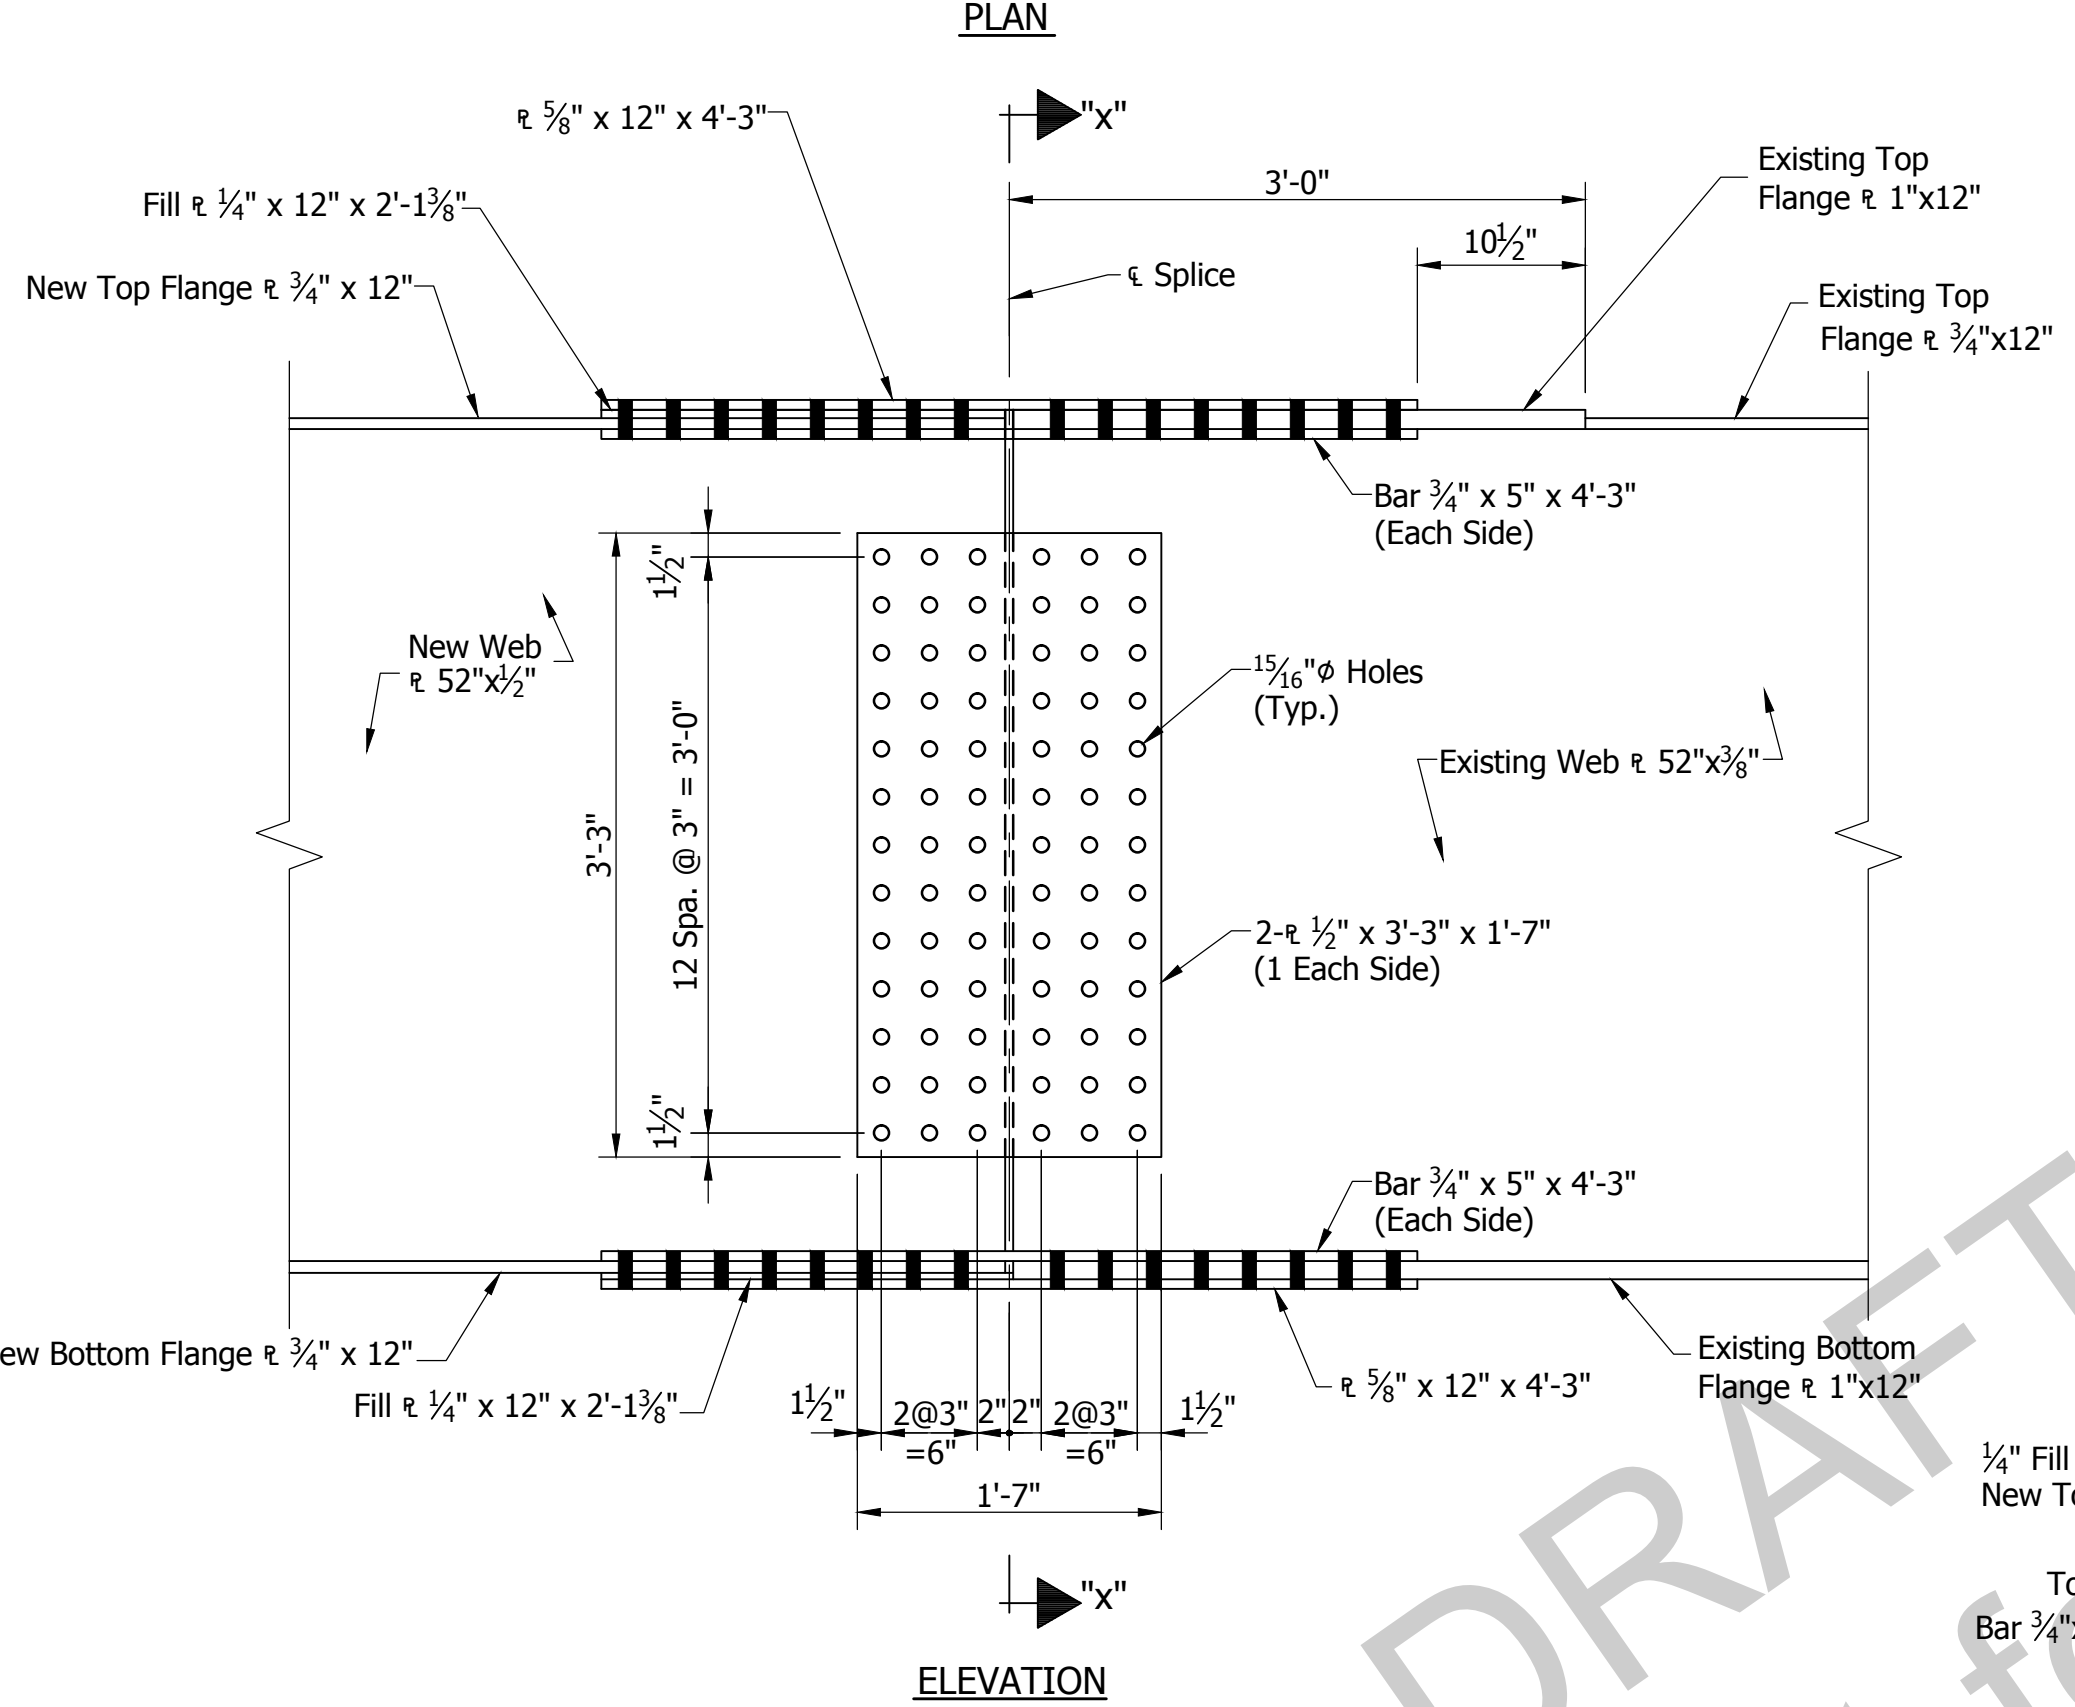 PLAN
"x"
℄ Splice
3'-0"
10½"
Existing Top
Flange ℞ 1"x12"
Existing Top
Flange ℞ ¾"x12"
℞ ⅝" x 12" x 4'-3"
Fill ℞ ¼" x 12" x 2'-1⅜"
New Top Flange ℞ ¾" x 12"
Bar ¾" x 5" x 4'-3"
(Each Side)
1½"
12 Spa. @ 3" = 3'-0"
3'-3"
1½"
New Web
℞ 52"x½"
15/16"ϕ Holes
(Typ.)
Existing Web ℞ 52"x⅜"
2-℞ ½" x 3'-3" x 1'-7"
(1 Each Side)
Bar ¾" x 5" x 4'-3"
(Each Side)
ew Bottom Flange ℞ ¾" x 12"
Fill ℞ ¼" x 12" x 2'-1⅜"
℞ ⅝" x 12" x 4'-3"
Existing Bottom
Flange ℞ 1"x12"
1½" 2@3" 2" 2" 2@3" 1½"
=6" =6"
1'-7"
"x"
ELEVATION
¼" Fill
New T
T
Bar ¾"x
DRAFT
fo